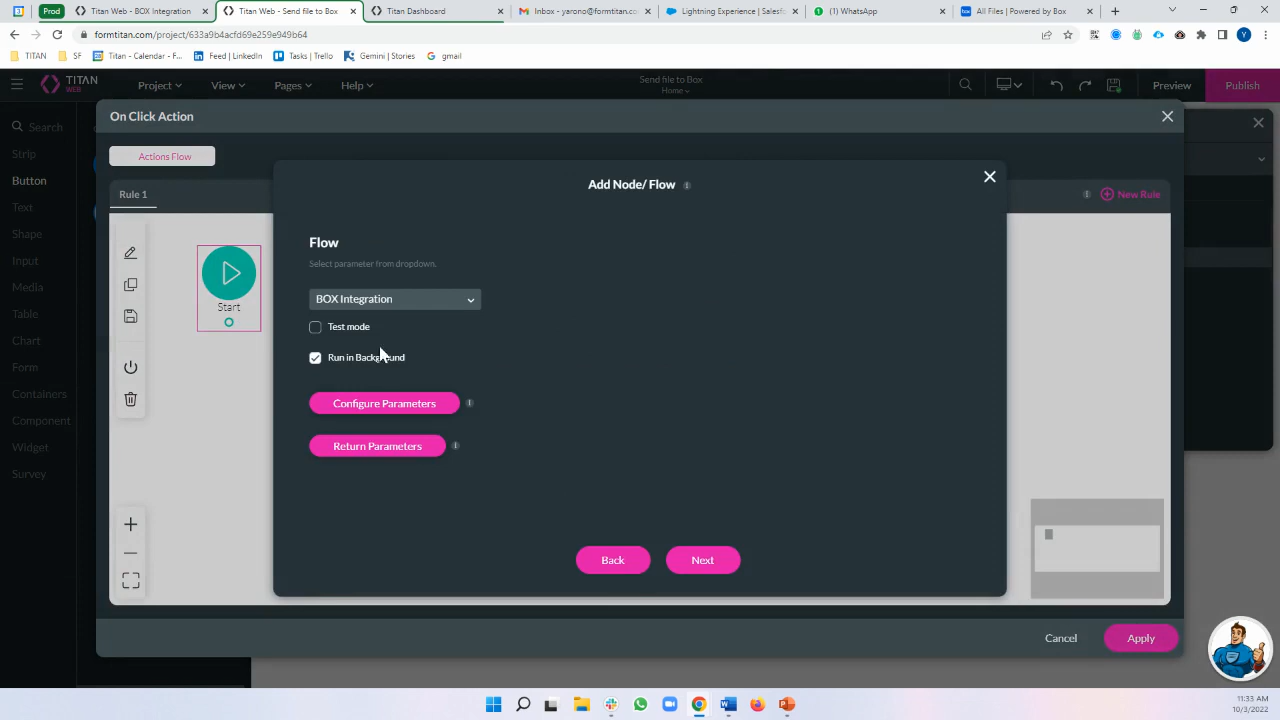 Prod
Titan Web - BOX Integration
Titan Web - Send file to Box
Titan Dashboard
Inbox - yarono@formtitan.co
Lightning Experience
(1) WhatsApp
box
All Files | Powered by Box
formtitan.co/project/633a9b4acfd69e259e949b64
Y
TITAN
SF
Titan - Calendar - F...
Feed | LinkedIn
Tasks | Trello
Gemini | Stories
gmail
TITAN
WEB
Project
View
Pages
Help
Send file to Box
Home
Preview
Publish
On Click Action
Search
Actions Flow
Strip
Button
Text
Shape
Input
Media
Table
Chart
Form
Containers
Component
Widget
Survey
Rule 1
New Rule
Start
Add Node/ Flow
Flow
Select parameter from dropdown.
BOX Integration
Test mode
Run in Background
Configure Parameters
Return Parameters
Back
Next
Cancel
Apply
11:33 AM
10/3/2022